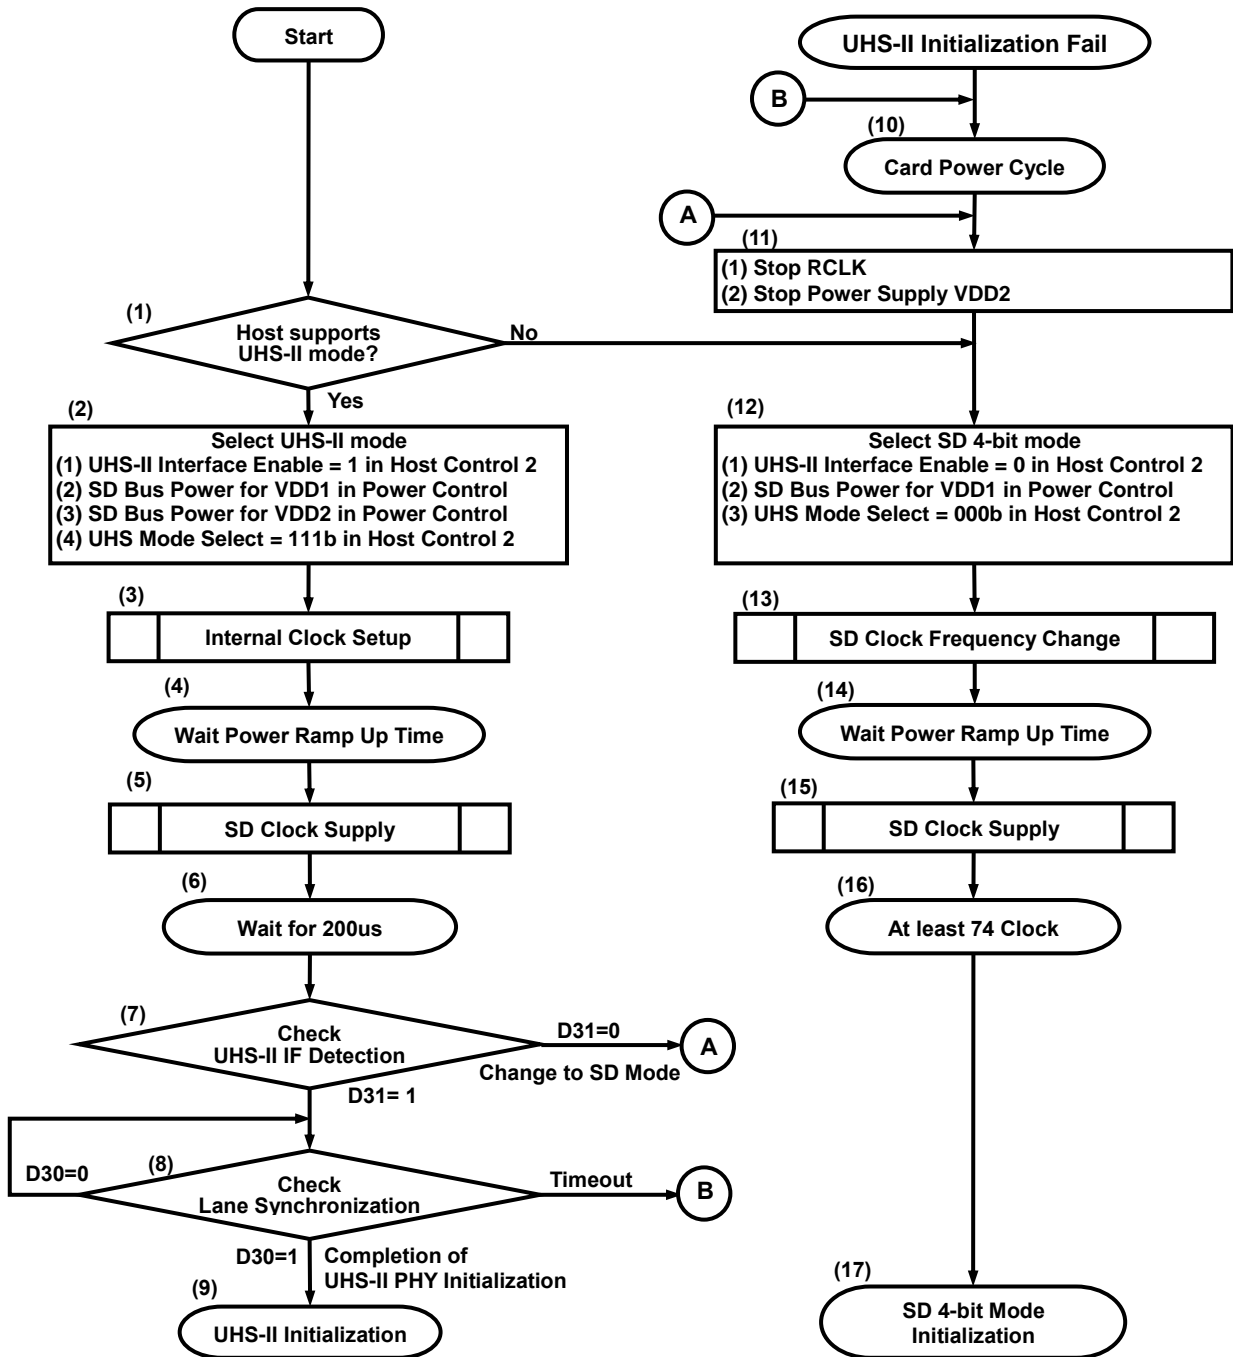 Start
(1)
Host supports
UHS-II mode?
No
Yes
(2)
Select UHS-II mode
(1) UHS-II Interface Enable = 1 in Host Control 2
(2) SD Bus Power for VDD1 in Power Control
(3) SD Bus Power for VDD2 in Power Control
(4) UHS Mode Select = 111b in Host Control 2
(3)
Internal Clock Setup
(4)
Wait Power Ramp Up Time
(5)
SD Clock Supply
(6)
Wait for 200us
(7)
Check
UHS-II IF Detection
D31=0
A
Change to SD Mode
D31= 1
D30=0
(8)
Check
Lane Synchronization
Timeout
B
D30=1
Completion of
UHS-II PHY Initialization
(9)
UHS-II Initialization
UHS-II Initialization Fail
B
(10)
Card Power Cycle
A
(11)
(1) Stop RCLK
(2) Stop Power Supply VDD2
(12)
Select SD 4-bit mode
(1) UHS-II Interface Enable = 0 in Host Control 2
(2) SD Bus Power for VDD1 in Power Control
(3) UHS Mode Select = 000b in Host Control 2
(13)
SD Clock Frequency Change
(14)
Wait Power Ramp Up Time
(15)
SD Clock Supply
(16)
At least 74 Clock
(17)
SD 4-bit Mode
Initialization